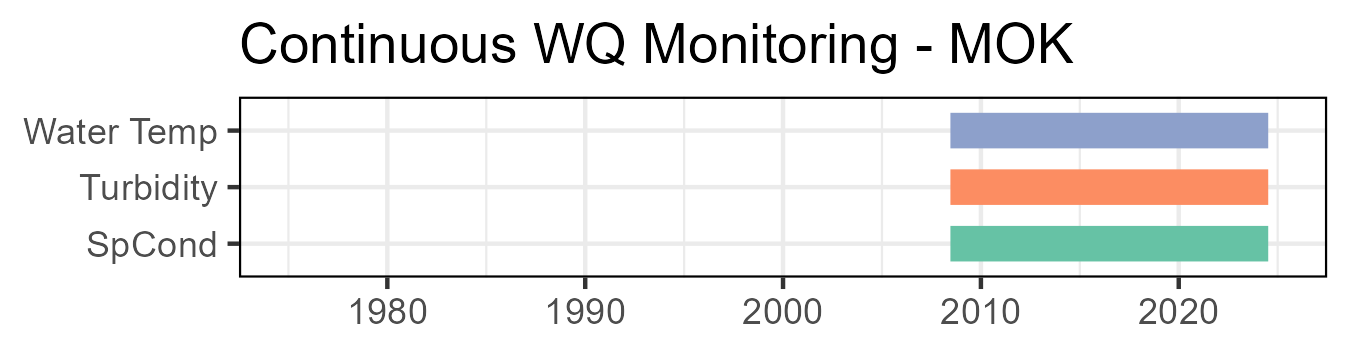 Continuous WQ Monitoring - MOK
Water Temp
Turbidity
SpCond
1980 1990 2000 2010 2020